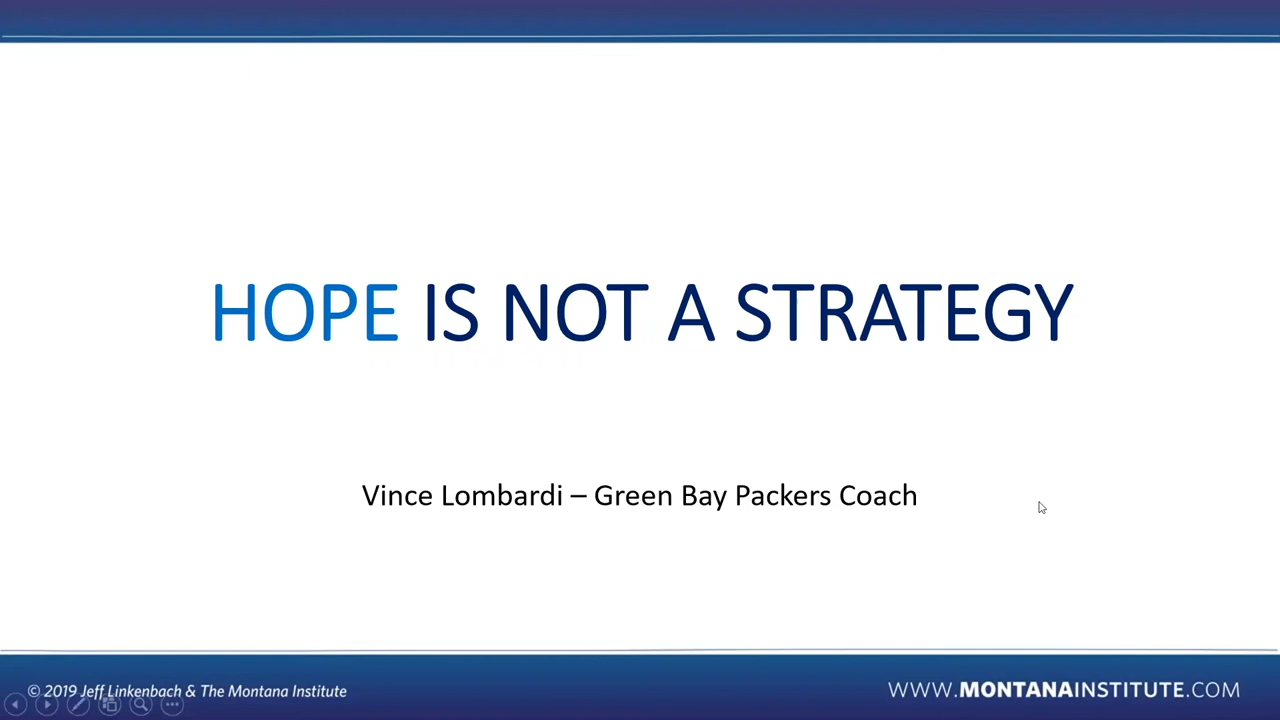 HOPE IS NOT A STRATEGY
Vince Lombardi – Green Bay Packers Coach
© 2019 Jeff Linkenbach & The Montana Institute
WWW.MONTANAINSTITUTE.COM